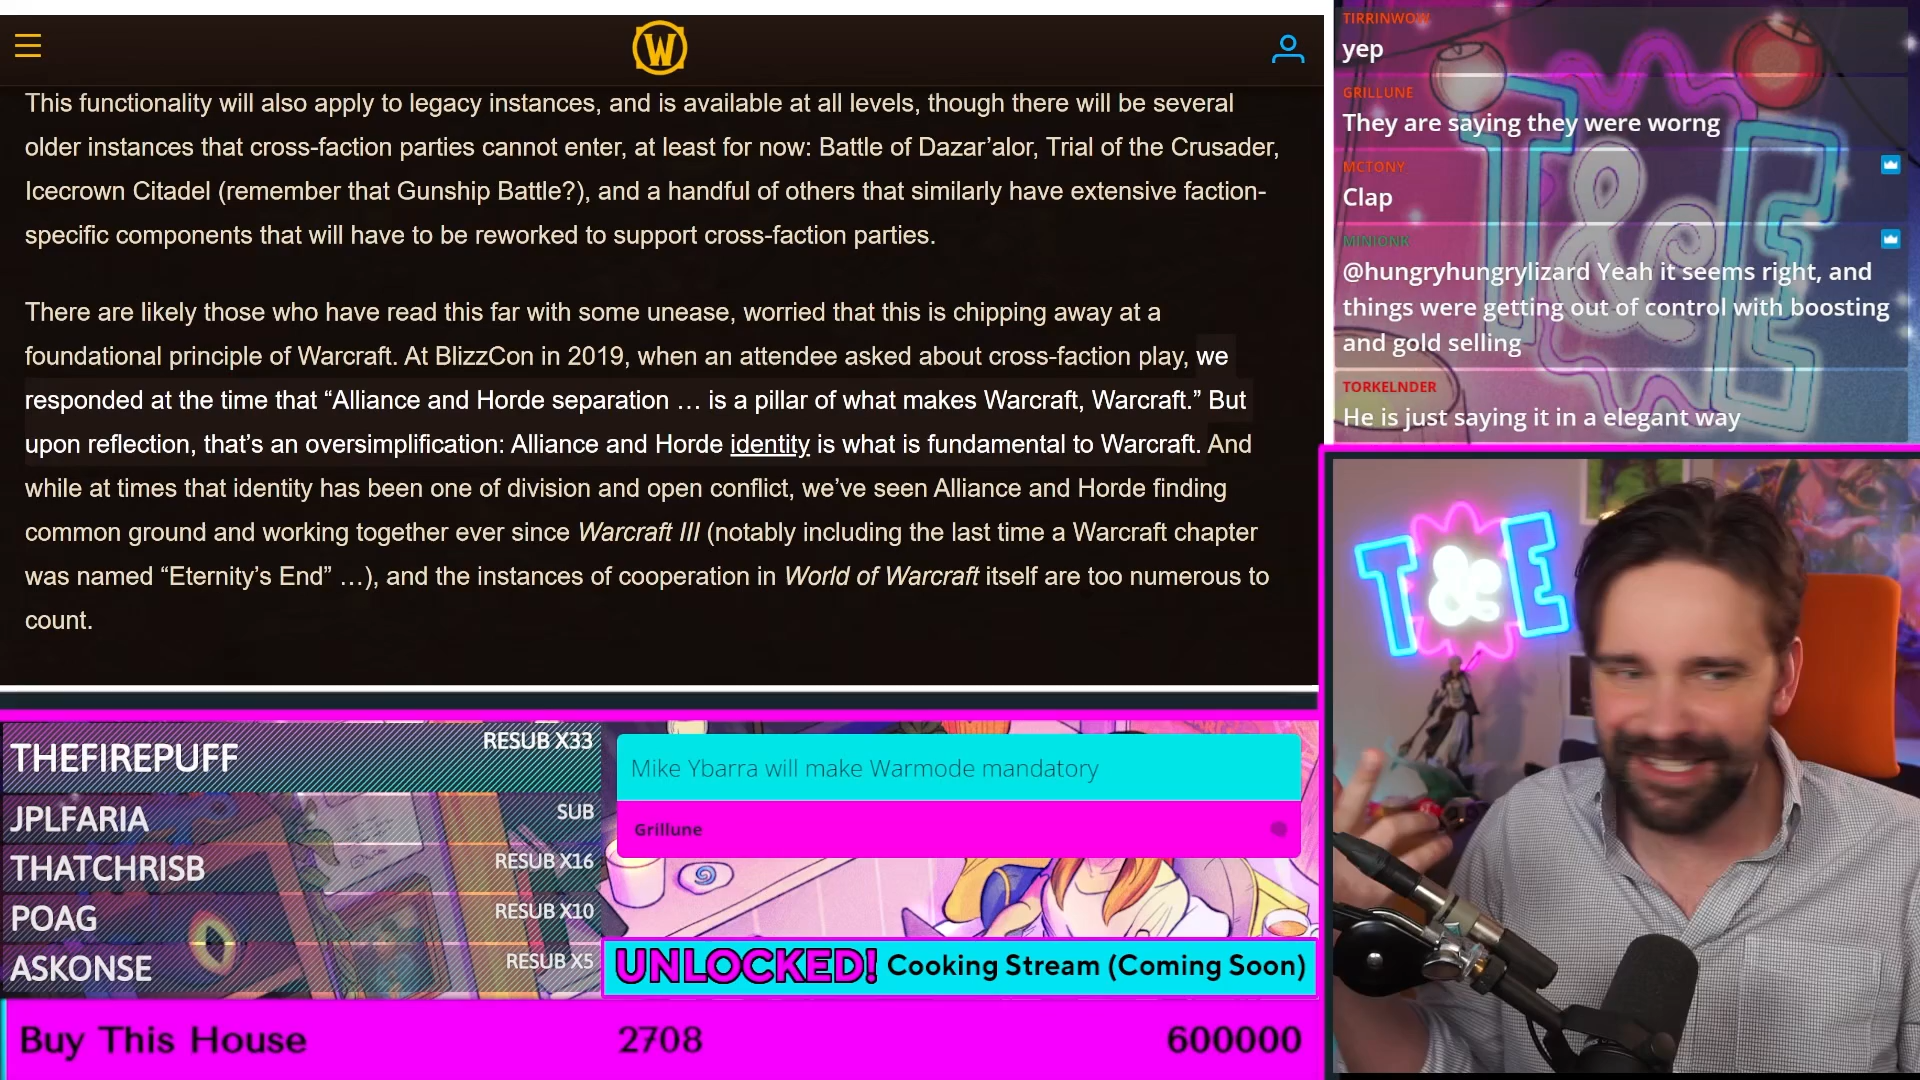 This functionality will also apply to legacy instances, and is available at all levels, though there will be several
older instances that cross-faction parties cannot enter, at least for now: Battle of Dazar’alor, Trial of the Crusader,
Icecrown Citadel (remember that Gunship Battle?), and a handful of others that similarly have extensive faction-
specific components that will have to be reworked to support cross-faction parties.
There are likely those who have read this far with some unease, worried that this is chipping away at a
foundational principle of Warcraft. At BlizzCon in 2019, when an attendee asked about cross-faction play, we
responded at the time that “Alliance and Horde separation … is a pillar of what makes Warcraft, Warcraft.” But
upon reflection, that’s an oversimplification: Alliance and Horde identity is what is fundamental to Warcraft. And
while at times that identity has been one of division and open conflict, we’ve seen Alliance and Horde finding
common ground and working together ever since Warcraft III (notably including the last time a Warcraft chapter
was named “Eternity’s End” …), and the instances of cooperation in World of Warcraft itself are too numerous to
count.
TIRRINWOW
yep
GRILLUNE
They are saying they were worng
MCTONY
Clap
MINIONK
@hungryhungrylizard Yeah it seems right, and
things were getting out of control with boosting
and gold selling
TORKELNDER
He is just saying it in a elegant way
T&E
T&E
THEFIREPUFF RESUB X33
JPLFARIA SUB
THATCHRISB RESUB X16
POAG RESUB X10
ASKONSE RESUB X5
Mike Ybarra will make Warmode mandatory
Grillune
UNLOCKED! Cooking Stream (Coming Soon)
Buy This House 2708 600000